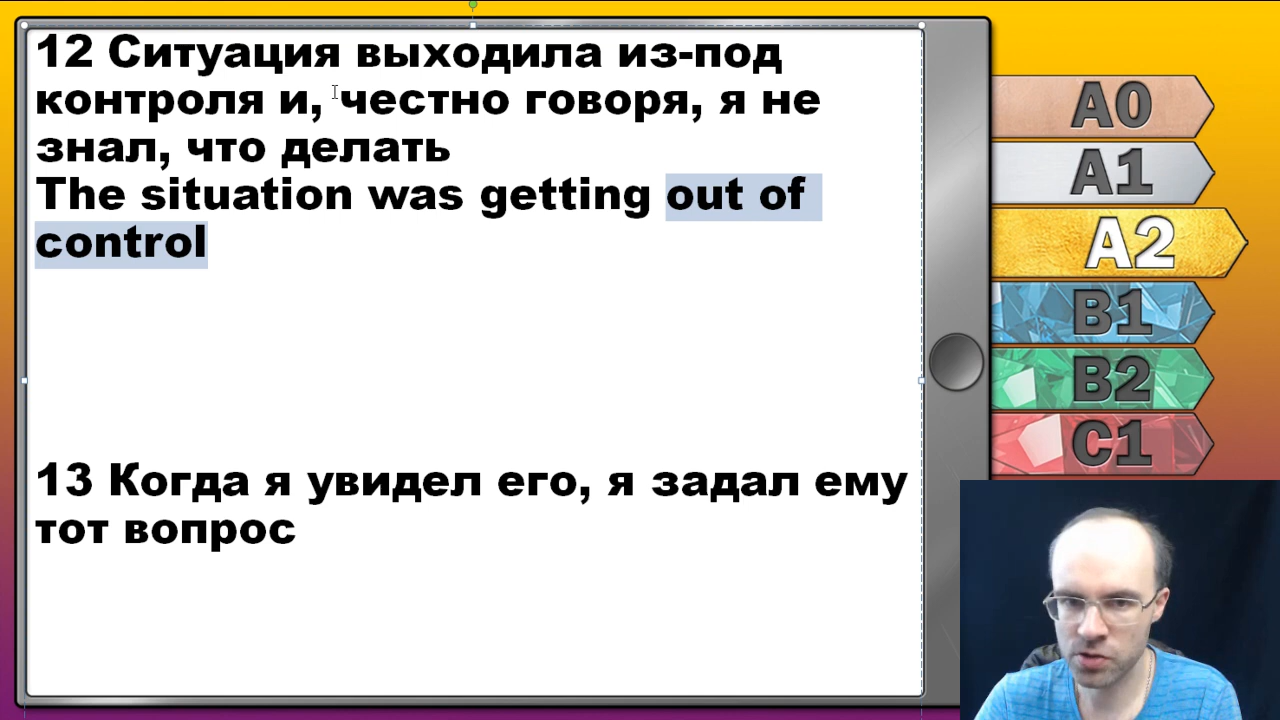 12 Ситуация выходила из-под
контроля и, честно говоря, я не
знал, что делать
The situation was getting out of
control
13 Когда я увидел его, я задал ему
тот вопрос
A0
A1
A2
B1
B2
C1